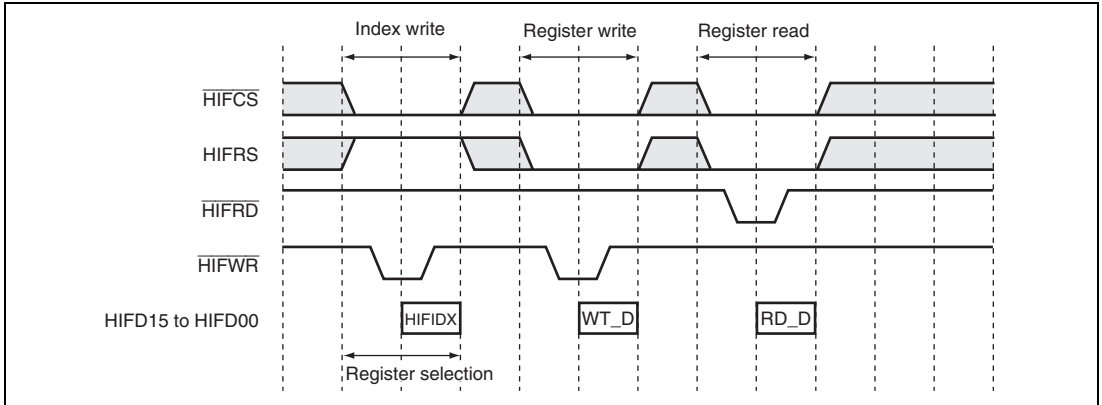 Index write Register write Register read
HIFCS
HIFRS
HIFRD
HIFWR
HIFD15 to HIFD00 HIFIDX WT_D RD_D
Register selection